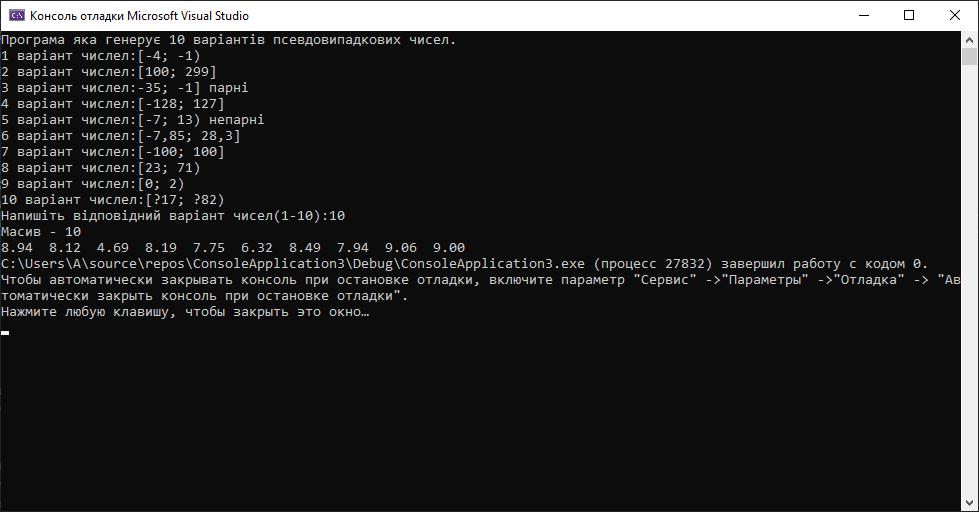 Консоль отладки Microsoft Visual Studio
Програма яка генерує 10 варіантів псевдовипадкових чисел.
1 варіант числел:[-4; -1)
2 варіант числел:[100; 299]
3 варіант числел:-35; -1] парні
4 варіант числел:[-128; 127]
5 варіант числел:[-7; 13) непарні
6 варіант числел:[-7,85; 28,3]
7 варіант числел:[-100; 100]
8 варіант числел:[23; 71)
9 варіант числел:[0; 2)
10 варіант числел:[?17; ?82)
Напишіть відповідний варіант чисел(1-10):10
Масив - 10
8.94  8.12  4.69  8.19  7.75  6.32  8.49  7.94  9.06  9.00
C:\Users\A\source\repos\ConsoleApplication3\Debug\ConsoleApplication3.exe (процесс 27832) завершил работу с кодом 0.
Чтобы автоматически закрывать консоль при остановке отладки, включите параметр "Сервис" ->"Параметры" ->"Отладка" -> "Ав
томатически закрыть консоль при остановке отладки".
Нажмите любую клавишу, чтобы закрыть это окно…